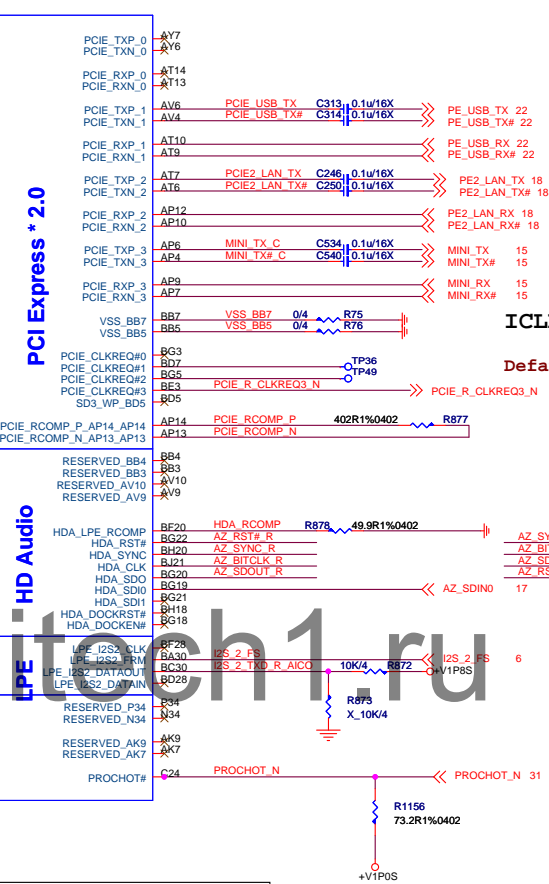 PCI Express * 2.0
PCIE_TXP_0 AY7
PCIE_TXN_0 AY6
PCIE_RXP_0 AT14
PCIE_RXN_0 AT13
PCIE_TXP_1 AV6 PCIE_USB_TX C313 0.1u/16X PE_USB_TX 22
PCIE_TXN_1 AV4 PCIE_USB_TX# C314 0.1u/16X PE_USB_TX# 22
PCIE_RXP_1 AT10 PE_USB_RX 22
PCIE_RXN_1 AT9 PE_USB_RX# 22
PCIE_TXP_2 AT7 PCIE2_LAN_TX C246 0.1u/16X PE2_LAN_TX 18
PCIE_TXN_2 AT6 PCIE2_LAN_TX# C250 0.1u/16X PE2_LAN_TX# 18
PCIE_RXP_2 AP12 PE2_LAN_RX 18
PCIE_RXN_2 AP10 PE2_LAN_RX# 18
PCIE_TXP_3 AP6 MINI_TX_C C534 0.1u/16X MINI_TX 15
PCIE_TXN_3 AP4 MINI_TX#_C C540 0.1u/16X MINI_TX# 15
PCIE_RXP_3 AP9 MINI_RX 15
PCIE_RXN_3 AP7 MINI_RX# 15
VSS_BB7 BB7 VSS_BB7 0/4 R75
VSS_BB5 BB5 VSS_BB5 0/4 R76
ICL
PCIE_CLKREQ#0 BG3
PCIE_CLKREQ#1 BD7 TP36
PCIE_CLKREQ#2 BG5 TP49
Defa
PCIE_CLKREQ#3 BE3 PCIE_R_CLKREQ3_N PCIE_R_CLKREQ3_N
SD3_WP_BD5 BD5
PCIE_RCOMP_P_AP14_AP14 AP14 PCIE_RCOMP_P 402R1%0402 R877
PCIE_RCOMP_N_AP13_AP13 AP13 PCIE_RCOMP_N
RESERVED_BB4 BB4
RESERVED_BB3 BB3
RESERVED_AV10 AV10
RESERVED_AV9 AV9
HD Audio
HDA_LPE_RCOMP BF20 HDA_RCOMP R878 49.9R1%0402
HDA_RST# BG22 AZ_RST#_R AZ_SY
HDA_SYNC BH20 AZ_SYNC_R AZ_BI
HDA_CLK BJ21 AZ_BITCLK_R AZ_SD
HDA_SDO BG20 AZ_SDOUT_R AZ_RS
HDA_SDI0 BG19 AZ_SDIN0 17
HDA_SDI1 BG21
HDA_DOCKRST# BH18
HDA_DOCKEN# BG18
itech1.ru
LPE
LPE_I2S2_CLK BF28
LPE_I2S2_FRM BA30 I2S_2_FS I2S_2_FS 6
LPE_I2S2_DATAOUT BC30 I2S_2_TXD_R_AICO 10K/4 R872 +V1P8S
LPE_I2S2_DATAIN BD28
R873
X_10K/4
RESERVED_P34 P34
RESERVED_N34 N34
RESERVED_AK9 AK9
RESERVED_AK7 AK7
PROCHOT# C24 PROCHOT_N PROCHOT_N 31
R1156
73.2R1%0402
+V1P0S